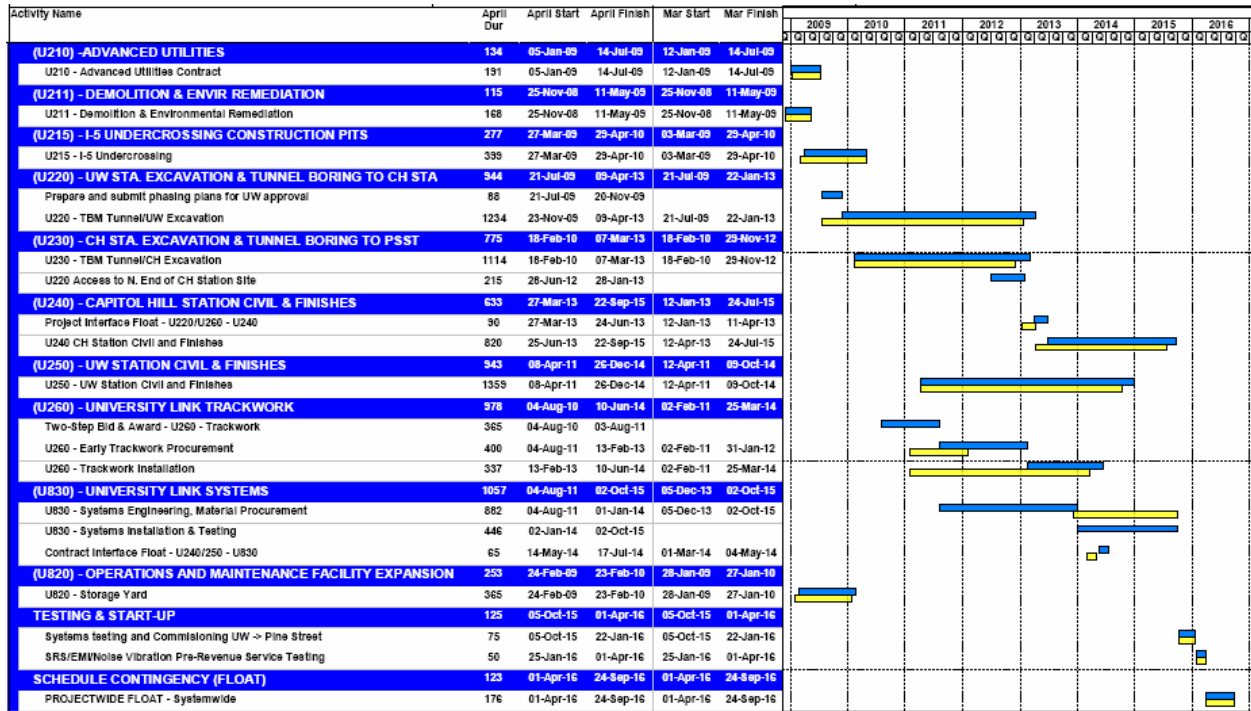 Activity Name April Dur April Start April Finish Mar Start Mar Finish
2009 2010 2011 2012 2013 2014 2015 2016
Q Q Q Q Q Q Q Q Q Q Q Q Q Q Q Q Q Q Q Q Q Q Q Q Q Q Q Q Q Q Q Q
(U210) -ADVANCED UTILITIES 134 05-Jan-09 14-Jul-09 12-Jan-09 14-Jul-09
U210 - Advanced Utilities Contract 191 05-Jan-09 14-Jul-09 12-Jan-09 14-Jul-09
(U211) - DEMOLITION & ENVIR REMEDIATION 115 25-Nov-08 11-May-09 25-Nov-08 11-May-09
U211 - Demolition & Environmental Remediation 168 25-Nov-08 11-May-09 25-Nov-08 11-May-09
(U215) - I-5 UNDERCROSSING CONSTRUCTION PITS 277 27-Mar-09 29-Apr-10 03-Mar-09 29-Apr-10
U215 - I-5 Undercrossing 399 27-Mar-09 29-Apr-10 03-Mar-09 29-Apr-10
(U220) - UW STA. EXCAVATION & TUNNEL BORING TO CH STA 944 21-Jul-09 09-Apr-13 21-Jul-09 22-Jan-13
Prepare and submit phasing plans for UW approval 88 21-Jul-09 20-Nov-09
U220 - TBM Tunnel/UW Excavation 1234 23-Nov-09 09-Apr-13 21-Jul-09 22-Jan-13
(U230) - CH STA. EXCAVATION & TUNNEL BORING TO PSST 775 18-Feb-10 07-Mar-13 18-Feb-10 29-Nov-12
U230 - TBM Tunnel/CH Excavation 1114 18-Feb-10 07-Mar-13 18-Feb-10 29-Nov-12
U220 Access to N. End of CH Station Site 215 28-Jun-12 28-Jan-13
(U240) - CAPITOL HILL STATION CIVIL & FINISHES 633 27-Mar-13 22-Sep-15 12-Jan-13 24-Jul-15
Project Interface Float - U220/U260 - U240 90 27-Mar-13 24-Jun-13 12-Jan-13 11-Apr-13
U240 CH Station Civil and Finishes 820 25-Jun-13 22-Sep-15 12-Apr-13 24-Jul-15
(U250) - UW STATION CIVIL & FINISHES 943 08-Apr-11 26-Dec-14 12-Apr-11 09-Oct-14
U250 - UW Station Civil and Finishes 1359 08-Apr-11 26-Dec-14 12-Apr-11 09-Oct-14
(U260) - UNIVERSITY LINK TRACKWORK 978 04-Aug-10 10-Jun-14 02-Feb-11 25-Mar-14
Two-Step Bid & Award - U260 - Trackwork 365 04-Aug-10 03-Aug-11
U260 - Early Trackwork Procurement 400 04-Aug-11 13-Feb-13 02-Feb-11 31-Jan-12
U260 - Trackwork Installation 337 13-Feb-13 10-Jun-14 02-Feb-11 25-Mar-14
(U830) - UNIVERSITY LINK SYSTEMS 1057 04-Aug-11 02-Oct-15 05-Dec-13 02-Oct-15
U830 - Systems Engineering, Material Procurement 882 04-Aug-11 01-Jan-14 05-Dec-13 02-Oct-15
U830 - Systems Installation & Testing 446 02-Jan-14 02-Oct-15
Contract Interface Float - U240/250 - U830 65 14-May-14 17-Jul-14 01-Mar-14 04-May-14
(U820) - OPERATIONS AND MAINTENANCE FACILITY EXPANSION 253 24-Feb-09 23-Feb-10 28-Jan-09 27-Jan-10
U820 - Storage Yard 365 24-Feb-09 23-Feb-10 28-Jan-09 27-Jan-10
TESTING & START-UP 125 05-Oct-15 01-Apr-16 05-Oct-15 01-Apr-16
Systems testing and Commisioning UW -> Pine Street 75 05-Oct-15 22-Jan-16 05-Oct-15 22-Jan-16
SRS/EMI/Noise Vibration Pre-Revenue Service Testing 50 25-Jan-16 01-Apr-16 25-Jan-16 01-Apr-16
SCHEDULE CONTINGENCY (FLOAT) 123 01-Apr-16 24-Sep-16 01-Apr-16 24-Sep-16
PROJECTWIDE FLOAT - Systemwide 176 01-Apr-16 24-Sep-16 01-Apr-16 24-Sep-16